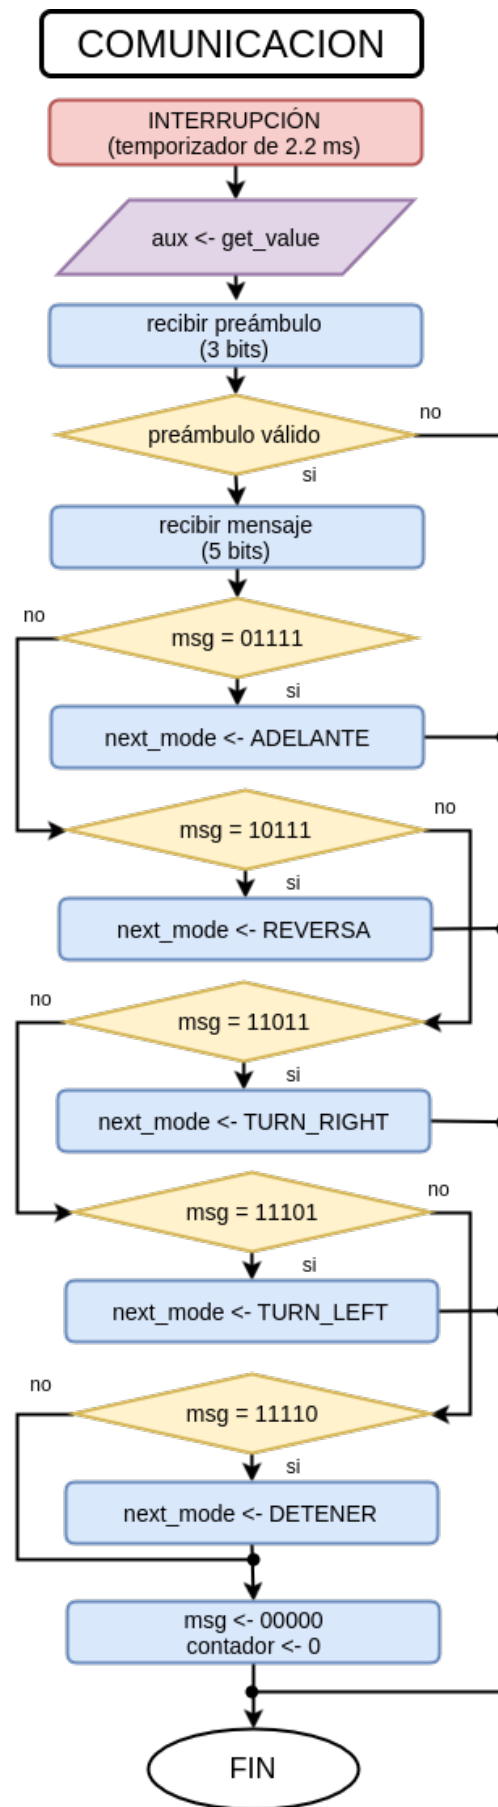 COMUNICACION
INTERRUPCIÓN
(temporizador de 2.2 ms)
aux <- get_value
recibir preámbulo
(3 bits)
preámbulo válido
no
si
recibir mensaje
(5 bits)
no
msg = 01111
si
next_mode <- ADELANTE
no
msg = 10111
si
next_mode <- REVERSA
no
msg = 11011
si
next_mode <- TURN_RIGHT
no
msg = 11101
si
next_mode <- TURN_LEFT
no
msg = 11110
si
next_mode <- DETENER
msg <- 00000
contador <- 0
FIN